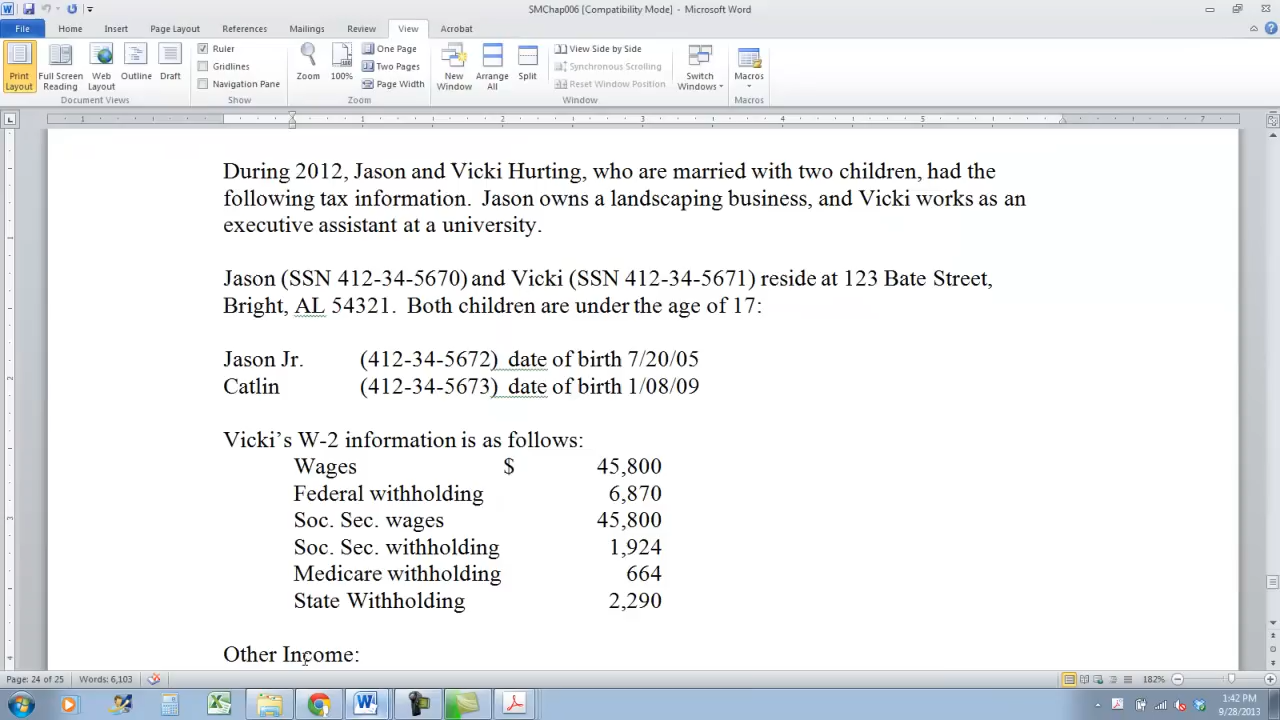 SMChap006 [Compatibility Mode] - Microsoft Word
File Home Insert Page Layout References Mailings Review View Acrobat
Print Layout
Full Screen Reading
Web Layout
Outline
Draft
Document Views
Ruler
Gridlines
Navigation Pane
Show
Zoom
100%
One Page
Two Pages
Page Width
Zoom
New Window
Arrange All
Split
View Side by Side
Synchronous Scrolling
Reset Window Position
Window
Switch Windows
Macros
Macros
1 1 2 3 4 5 7
During 2012, Jason and Vicki Hurting, who are married with two children, had the
following tax information.  Jason owns a landscaping business, and Vicki works as an
executive assistant at a university.
Jason (SSN 412-34-5670) and Vicki (SSN 412-34-5671) reside at 123 Bate Street,
Bright, AL 54321.  Both children are under the age of 17:
Jason Jr. (412-34-5672)  date of birth 7/20/05
Catlin (412-34-5673)  date of birth 1/08/09
Vicki’s W-2 information is as follows:
Wages $ 45,800
Federal withholding 6,870
Soc. Sec. wages 45,800
Soc. Sec. withholding 1,924
Medicare withholding 664
State Withholding 2,290
Other Income:
Page: 24 of 25 Words: 6,103 182%
1:42 PM
9/28/2013